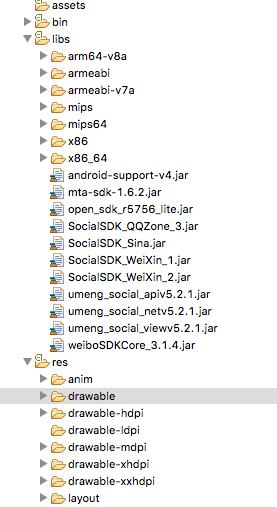 assets
bin
libs
arm64-v8a
armeabi
armeabi-v7a
mips
mips64
x86
x86_64
android-support-v4.jar
mta-sdk-1.6.2.jar
open_sdk_r5756_lite.jar
SocialSDK_QQZone_3.jar
SocialSDK_Sina.jar
SocialSDK_WeiXin_1.jar
SocialSDK_WeiXin_2.jar
umeng_social_apiv5.2.1.jar
umeng_social_netv5.2.1.jar
umeng_social_viewv5.2.1.jar
weiboSDKCore_3.1.4.jar
res
anim
drawable
drawable-hdpi
drawable-ldpi
drawable-mdpi
drawable-xhdpi
drawable-xxhdpi
layout